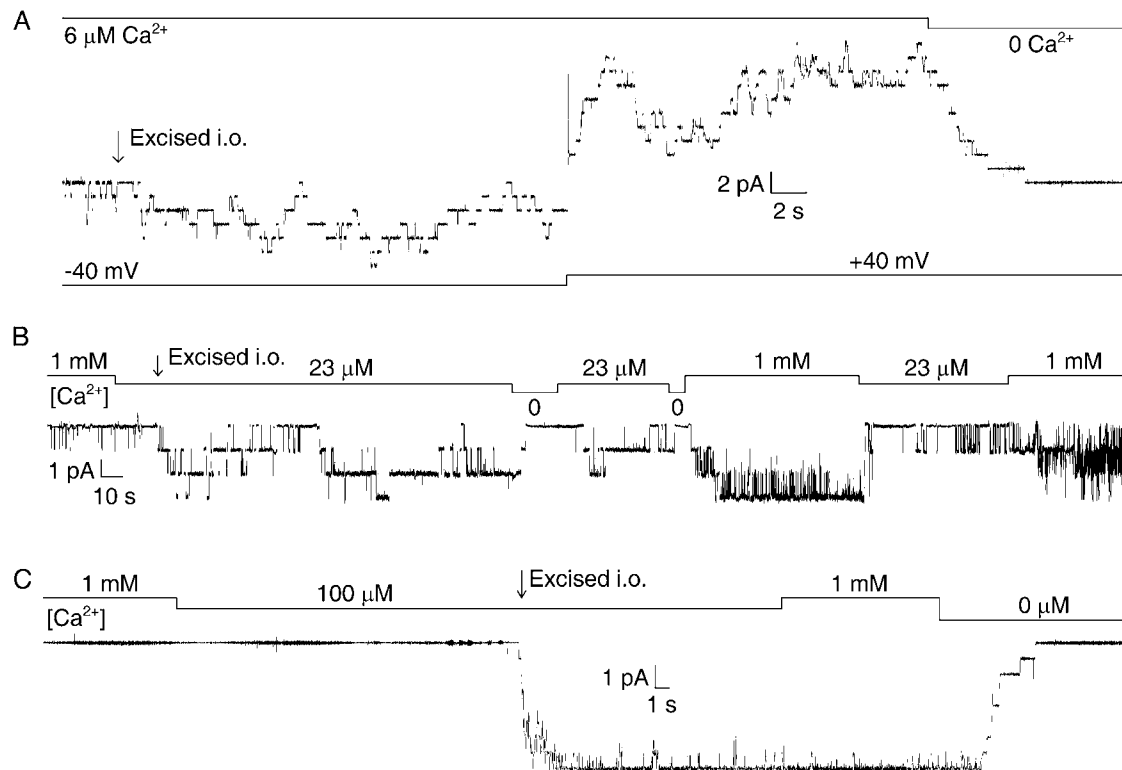 A
6 μM Ca²⁺
0 Ca²⁺
Excised i.o.
2 pA
2 s
-40 mV
+40 mV
B
1 mM
Excised i.o.
23 μM
23 μM
1 mM
23 μM
1 mM
[Ca²⁺]
0
0
1 pA
10 s
C
1 mM
100 μM
Excised i.o.
1 mM
0 μM
[Ca²⁺]
1 pA
1 s